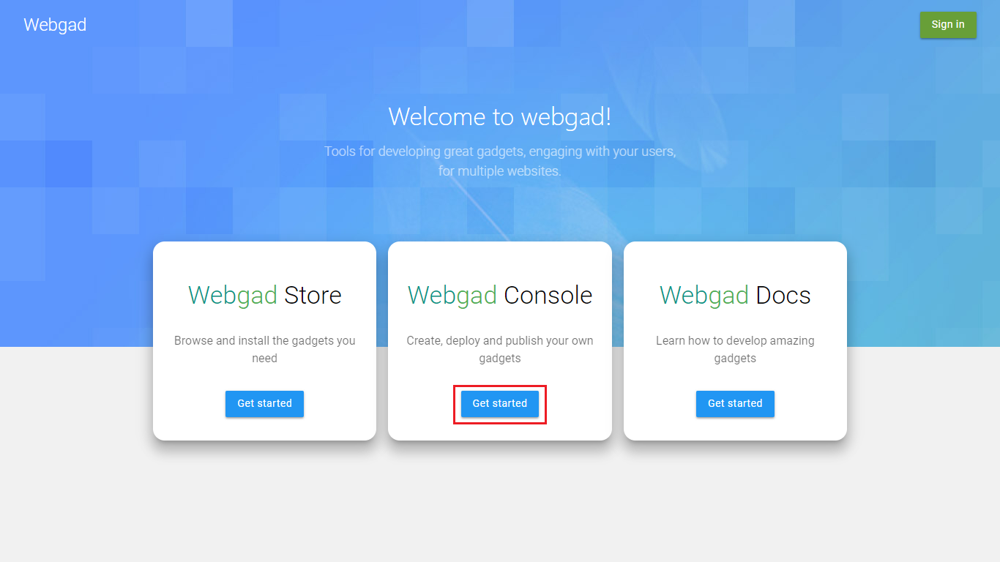 Webgad
Sign in
Welcome to webgad!
Tools for developing great gadgets, engaging with your users,
for multiple websites.
Webgad Store
Browse and install the gadgets you
need
Get started
Webgad Console
Create, deploy and publish your own
gadgets
Get started
Webgad Docs
Learn how to develop amazing
gadgets
Get started